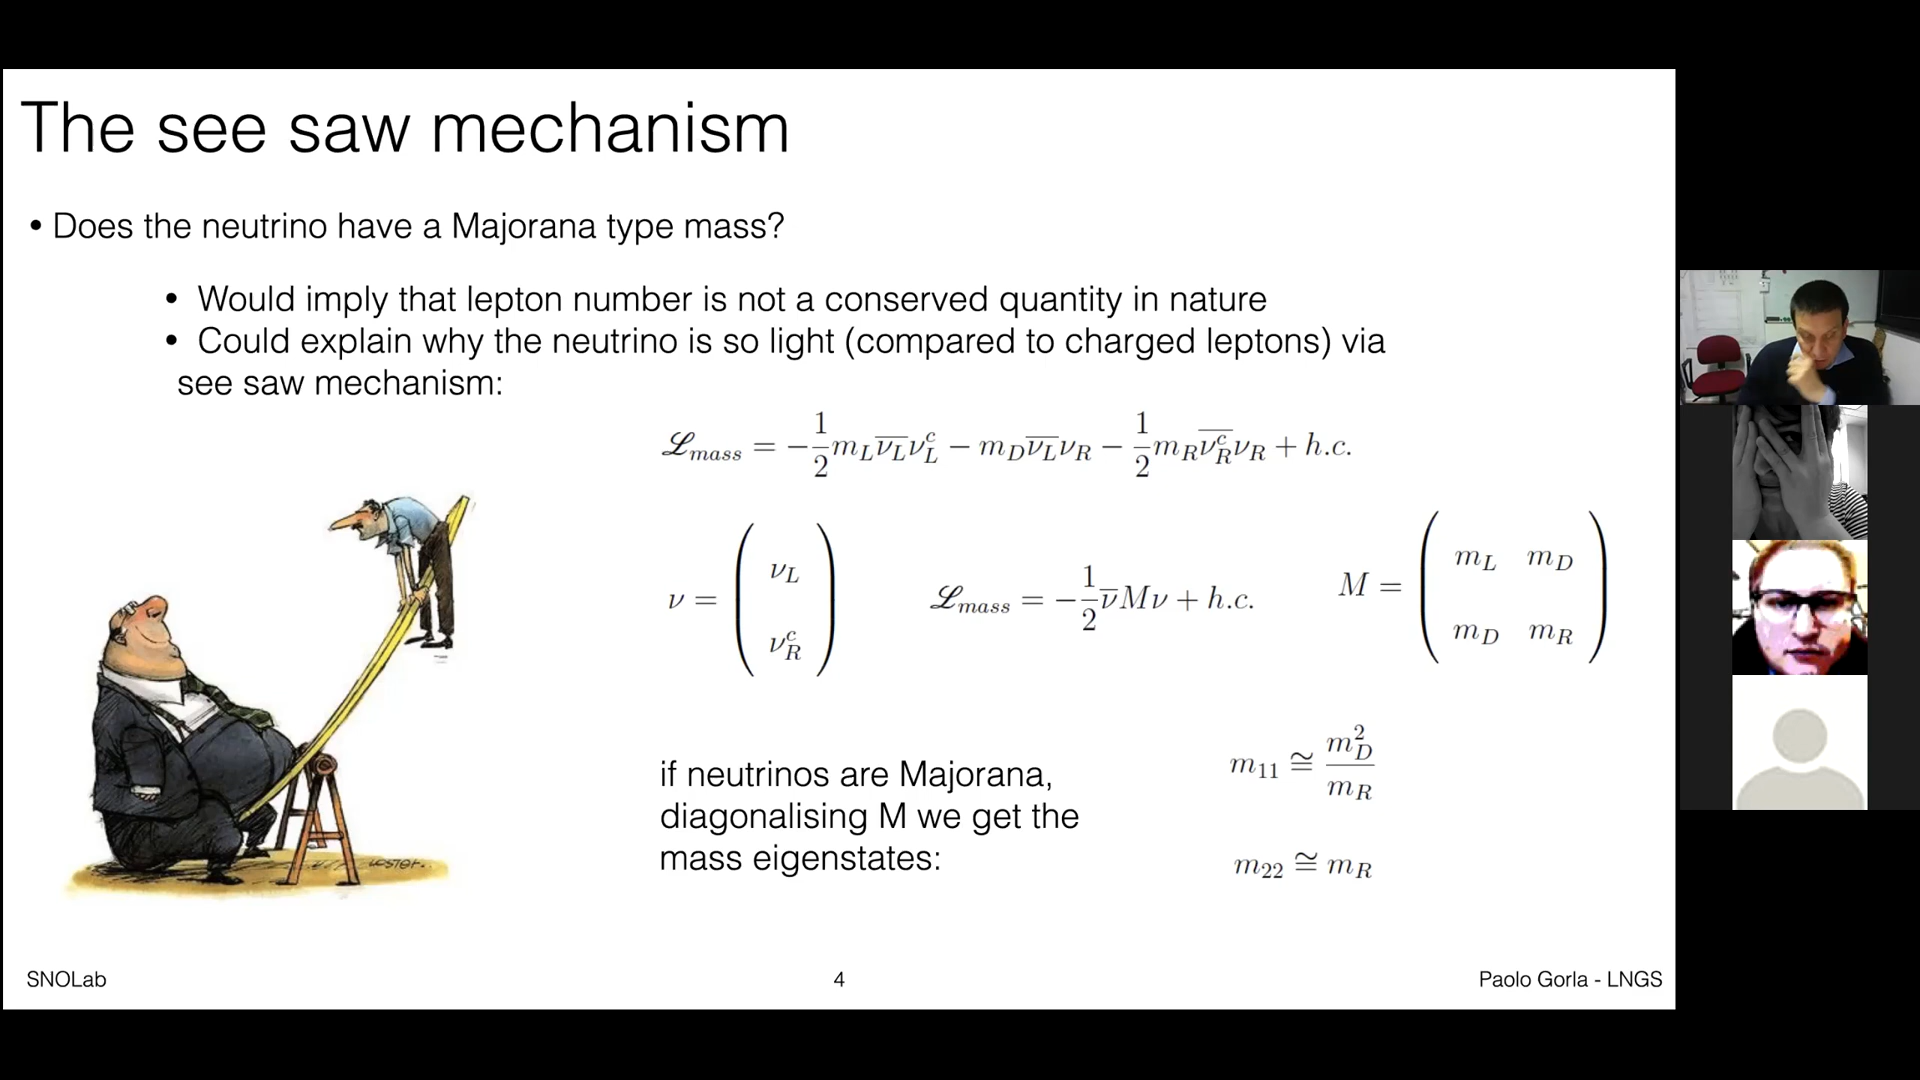 The see saw mechanism
• Does the neutrino have a Majorana type mass?
• Would imply that lepton number is not a conserved quantity in nature
• Could explain why the neutrino is so light (compared to charged leptons) via
see saw mechanism:
ℒ_mass = −1/2 m_L \overline{ν_L} ν_L^c − m_D \overline{ν_L} ν_R − 1/2 m_R \overline{ν_R^c} ν_R + h.c.
ν = ( ν_L ν_R^c ) ℒ_mass = −1/2 \overline{ν} M ν + h.c. M = ( m_L m_D m_D m_R )
if neutrinos are Majorana,
diagonalising M we get the
mass eigenstates:
m_11 ≅ m_D^2 / m_R
m_22 ≅ m_R
SNOLab 4 Paolo Gorla - LNGS